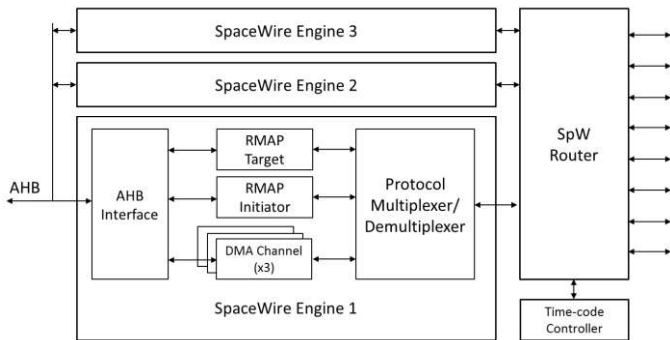 SpaceWire Engine 3
SpaceWire Engine 2
AHB
AHB
Interface
RMAP
Target
RMAP
Initiator
DMA Channel
(x3)
Protocol
Multiplexer/
Demultiplexer
SpaceWire Engine 1
SpW
Router
Time-code
Controller